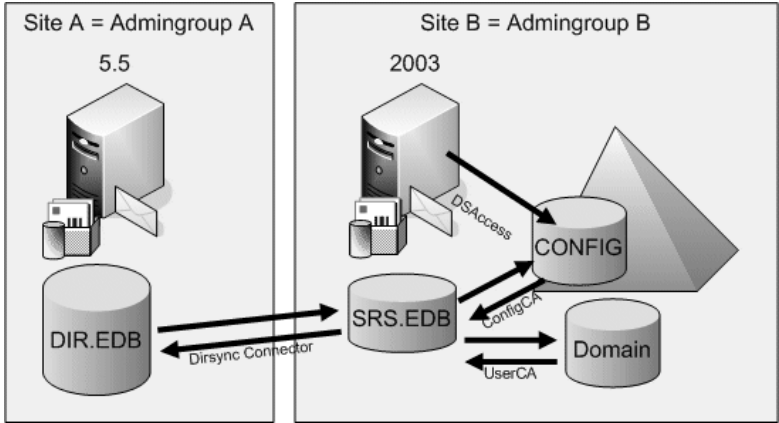 Site A = Admingroup A
5.5
DIR.EDB
Site B = Admingroup B
2003
DSAccess
CONFIG
SRS.EDB
ConfigCA
Dirsync Connector
Domain
UserCA